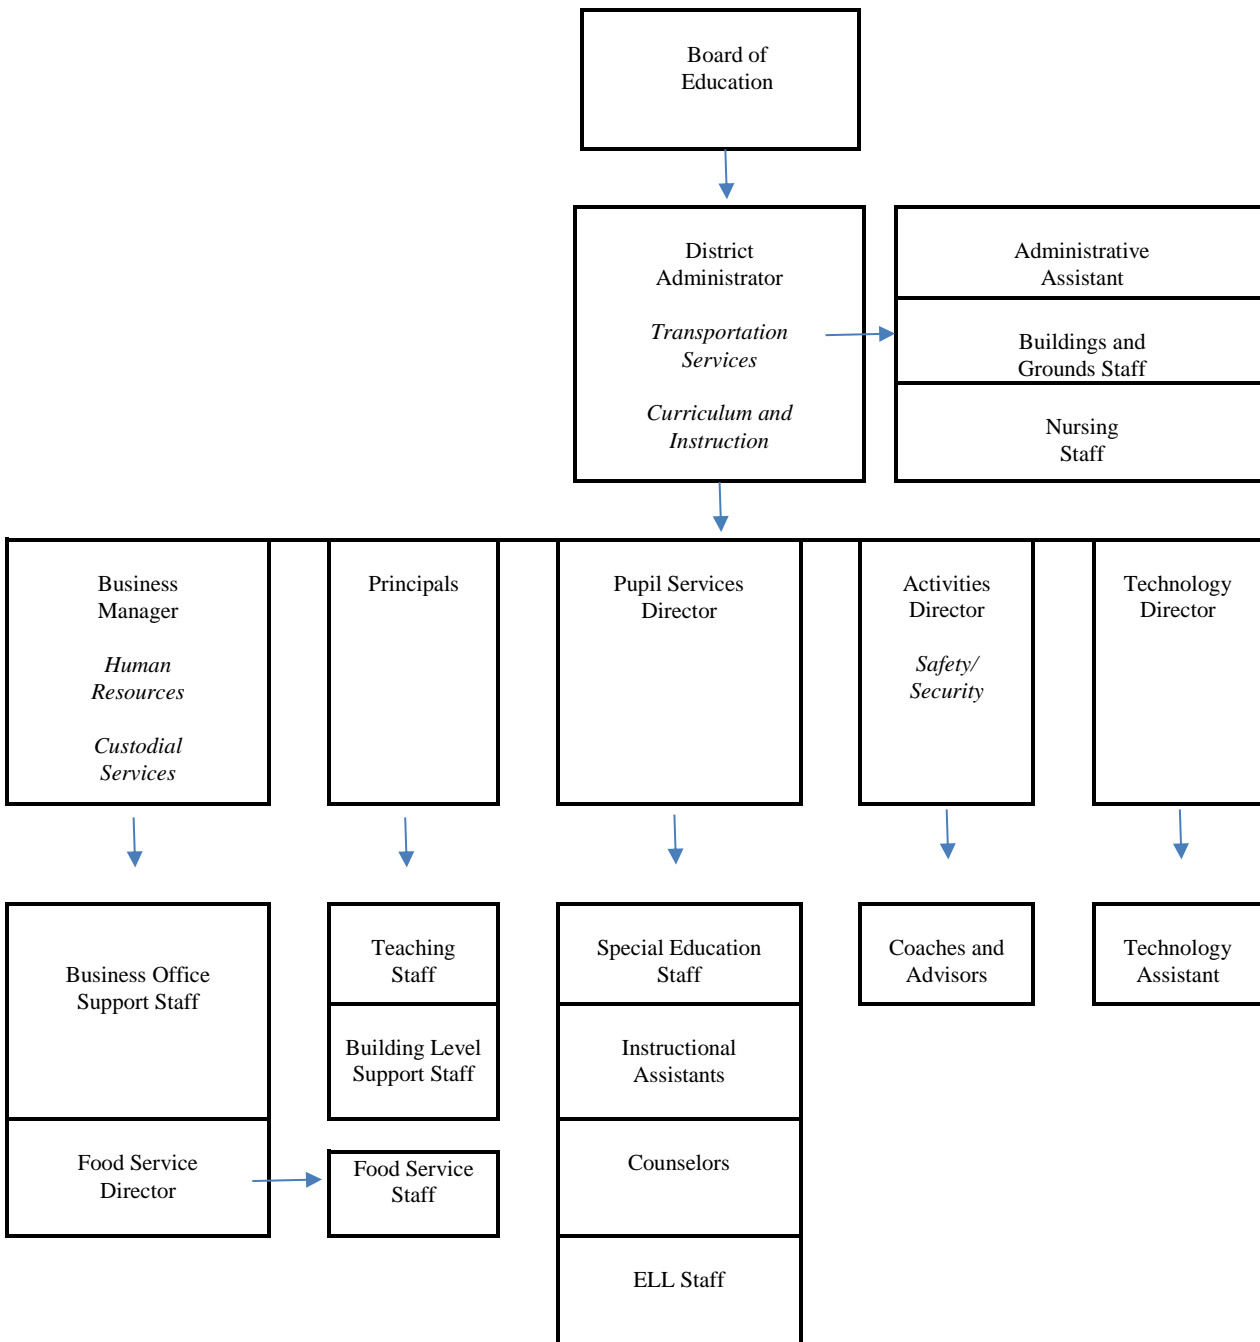 Board of
Education
District
Administrator
Transportation
Services
Curriculum and
Instruction
Administrative
Assistant
Buildings and
Grounds Staff
Nursing
Staff
Business
Manager
Human
Resources
Custodial
Services
Principals
Pupil Services
Director
Activities
Director
Safety/
Security
Technology
Director
Business Office
Support Staff
Food Service
Director
Teaching
Staff
Building Level
Support Staff
Food Service
Staff
Special Education
Staff
Instructional
Assistants
Counselors
ELL Staff
Coaches and
Advisors
Technology
Assistant